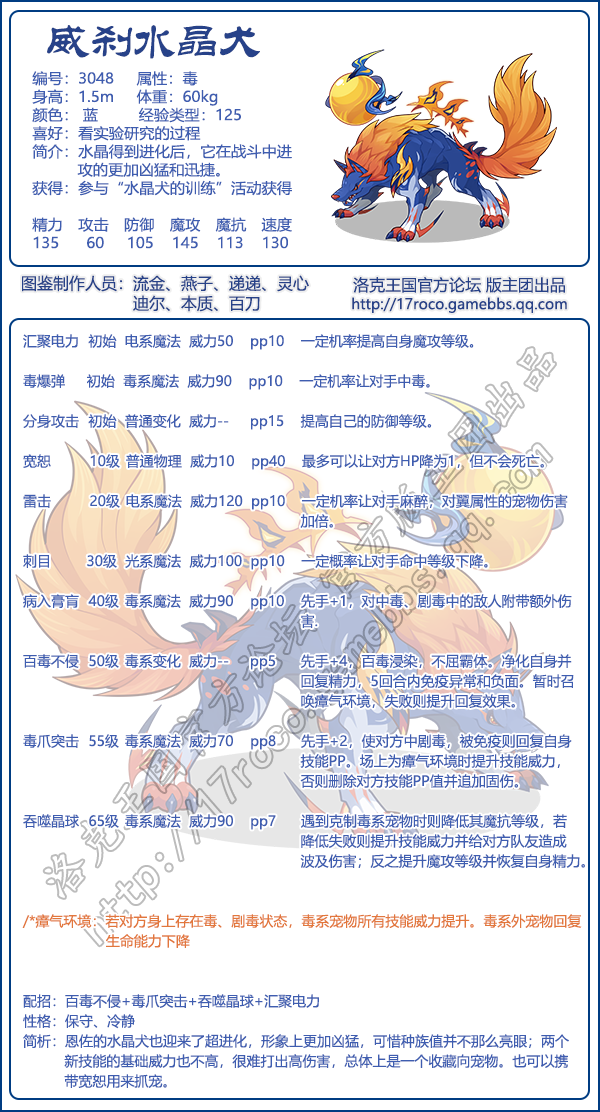 威刹水晶犬
编号：3048 属性：毒
身高：1.5m 体重：60kg
颜色： 蓝 经验类型：125
喜好：看实验研究的过程
简介：水晶得到进化后，它在战斗中进
攻的更加凶猛和迅捷。
获得：参与“水晶犬的训练”活动获得
精力 攻击 防御 魔攻 魔抗 速度
135 60 105 145 113 130
图鉴制作人员：流金、燕子、递递、灵心
迪尔、本质、百刀
洛克王国官方论坛 版主团出品
http://17roco.gamebbs.qq.com/
汇聚电力 初始 电系魔法 威力50 pp10 一定机率提高自身魔攻等级。
毒爆弹 初始 毒系魔法 威力90 pp10 一定机率让对手中毒。
分身攻击 初始 普通变化 威力-- pp15 提高自己的防御等级。
宽恕 10级 普通物理 威力10 pp40 最多可以让对方HP降为1，但不会死亡。
雷击 20级 电系魔法 威力120 pp10 一定机率让对手麻醉，对翼属性的宠物伤害
加倍。
刺目 30级 光系魔法 威力100 pp10 一定概率让对手命中等级下降。
病入膏肓 40级 毒系魔法 威力90 pp10 先手+1，对中毒、剧毒中的敌人附带额外伤
害.
百毒不侵 50级 毒系变化 威力-- pp5 先手+4，百毒浸染，不屈霸体。净化自身并
回复精力，5回合内免疫异常和负面。暂时召
唤瘴气环境，失败则提升回复效果。
毒爪突击 55级 毒系魔法 威力70 pp8 先手+2，使对方中剧毒，被免疫则回复自身
技能PP。场上为瘴气环境时提升技能威力，
否则删除对方技能PP值并追加固伤。
吞噬晶球 65级 毒系魔法 威力90 pp7 遇到克制毒系宠物时则降低其魔抗等级，若
降低失败则提升技能威力并给对方队友造成
波及伤害；反之提升魔攻等级并恢复自身精力。
/*瘴气环境：若对方身上存在毒、剧毒状态，毒系宠物所有技能威力提升。毒系外宠物回复
生命能力下降
配招：百毒不侵+毒爪突击+吞噬晶球+汇聚电力
性格：保守、冷静
简析：恩佐的水晶犬也迎来了超进化，形象上更加凶猛，可惜种族值并不那么亮眼；两个
新技能的基础威力也不高，很难打出高伤害，总体上是一个收藏向宠物。也可以携
带宽恕用来抓宠。
洛克王国官方论坛 版主团出品
http://17roco.gamebbs.qq.com